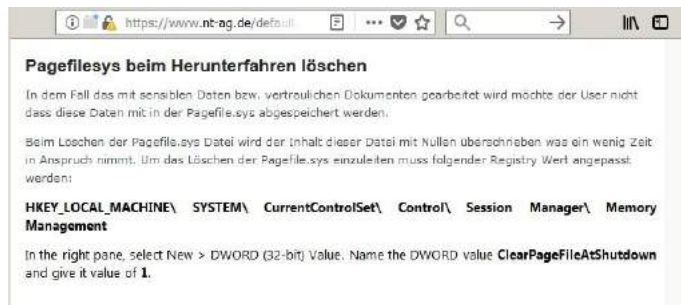 https://www.nt-ag.de/defaul
Pagefilesys beim Herunterfahren löschen
In dem Fall das mit sensiblen Daten bzw. vertraulichen Dokumenten gearbeitet wird möchte der User nicht
dass diese Daten mit in der Pagefile.sys abgespeichert werden.
Beim Löschen der Pagefile.sys Datei wird der Inhalt dieser Datei mit Nullen überschrieben was ein wenig Zeit
in Anspruch nimmt. Um das Löschen der Pagefile.sys einzuleiten muss folgender Registry Wert angepasst
werden:
HKEY_LOCAL_MACHINE\ SYSTEM\ CurrentControlSet\ Control\ Session Manager\ Memory
Management
In the right pane, select New > DWORD (32-bit) Value. Name the DWORD value ClearPageFileAtShutdown
and give it value of 1.